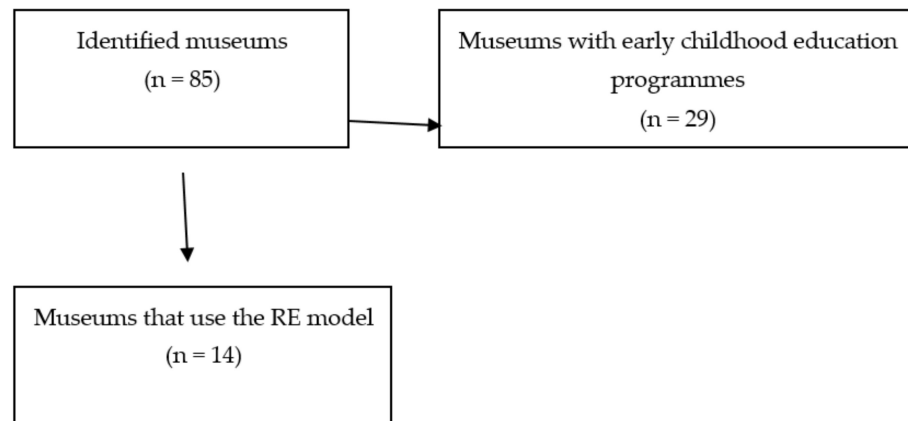 Identified museums
(n = 85)
Museums with early childhood education
programmes
(n = 29)
Museums that use the RE model
(n = 14)